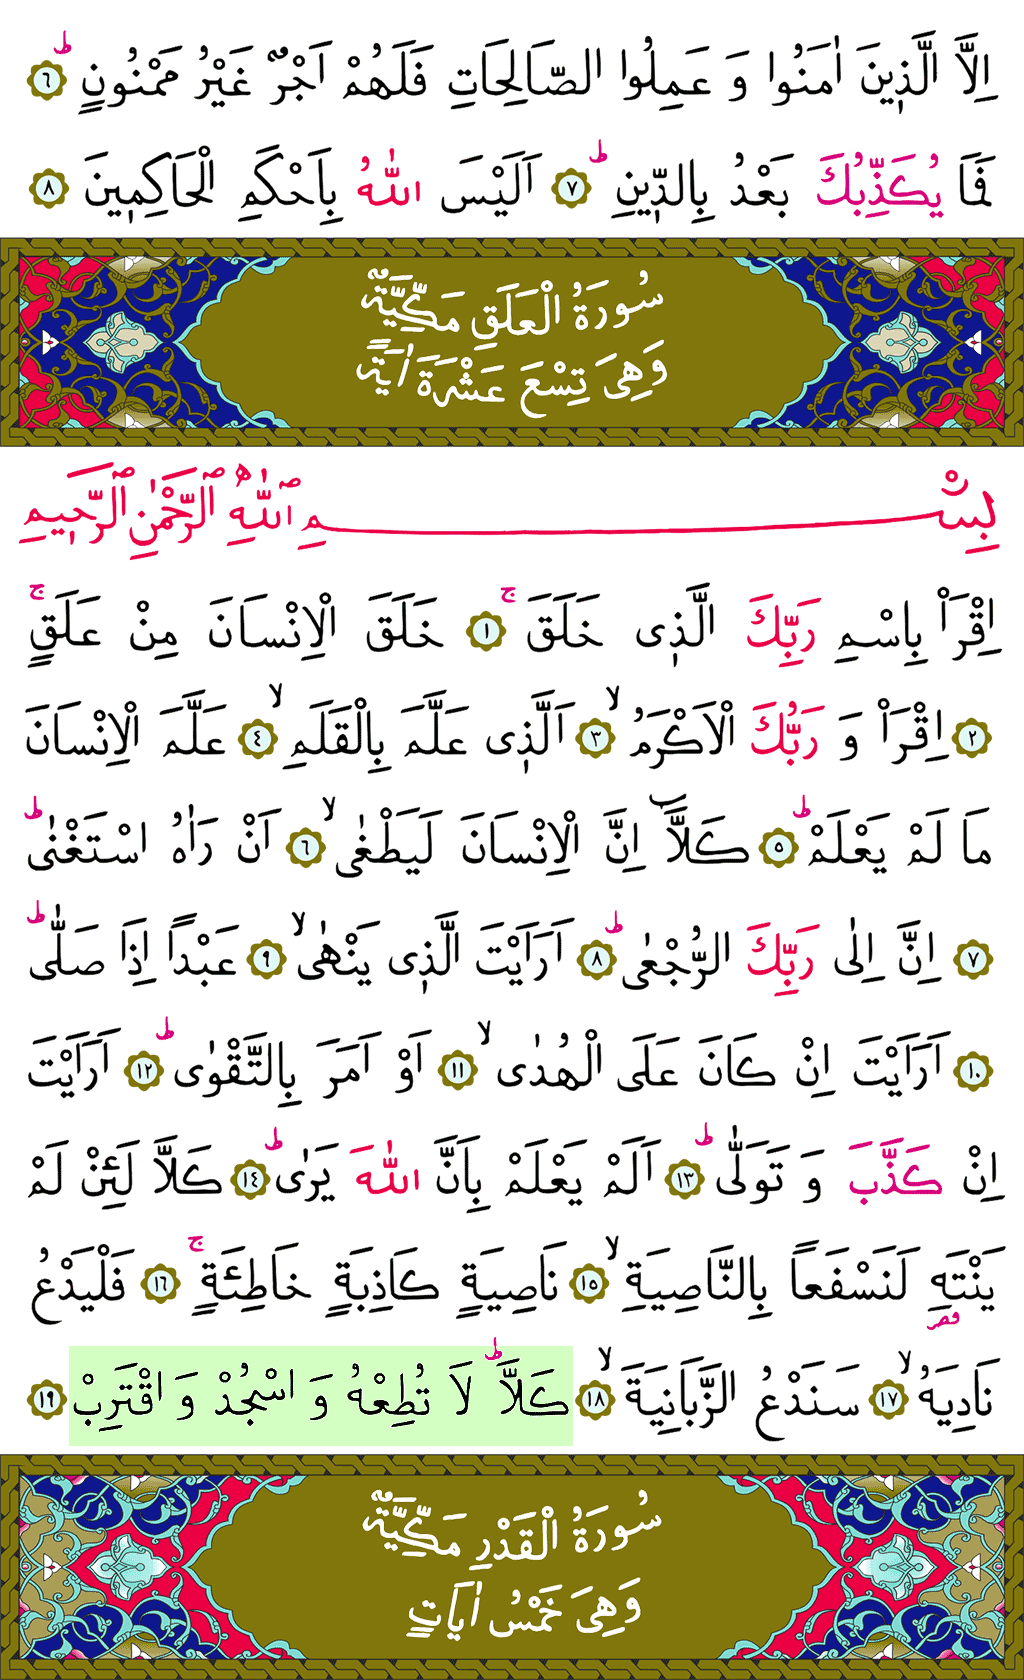 اِلَّا الَّذ۪ينَ اٰمَنُوا وَ عَمِلُوا الصَّالِحَاتِ فَلَهُمْ اَجْرٌ غَيْرُ مَمْنُونٍۜ ﴿٦﴾
فَمَا يُكَذِّبُكَ بَعْدُ بِالدّ۪ينِۜ ﴿٧﴾ اَلَيْسَ اللّٰهُ بِاَحْكَمِ الْحَاكِم۪ينَ ﴿٨﴾
سُورَةُ الْعَلَقِ مَكِّيَّةٌ
وَهِىَ تِسْعَ عَشْرَةَ اٰيَةً
بِسْمِ اللّٰهِ الرَّحْمٰنِ الرَّح۪يمِ
اِقْرَأْ بِاسْمِ رَبِّكَ الَّذ۪ى خَلَقَۚ ﴿١﴾ خَلَقَ الْاِنْسَانَ مِنْ عَلَقٍۚ
﴿٢﴾ اِقْرَأْ وَ رَبُّكَ الْاَكْرَمُۙ ﴿٣﴾ اَلَّذ۪ى عَلَّمَ بِالْقَلَمِۙ ﴿٤﴾ عَلَّمَ الْاِنْسَانَ
مَا لَمْ يَعْلَمْۜ ﴿٥﴾ كَلَّٓا اِنَّ الْاِنْسَانَ لَيَطْغٰىۙ ﴿٦﴾ اَنْ رَاٰهُ اسْتَغْنٰىۜ
﴿٧﴾ اِنَّ اِلٰى رَبِّكَ الرُّجْعٰىۜ ﴿٨﴾ اَرَاَيْتَ الَّذ۪ى يَنْهٰىۙ ﴿٩﴾ عَبْدًا اِذَا صَلّٰىۜ
﴿١٠﴾ اَرَاَيْتَ اِنْ كَانَ عَلَى الْهُدٰىۙ ﴿١١﴾ اَوْ اَمَرَ بِالتَّقْوٰىۜ ﴿١٢﴾ اَرَاَيْتَ
اِنْ كَذَّبَ وَ تَوَلّٰىۜ ﴿١٣﴾ اَلَمْ يَعْلَمْ بِاَنَّ اللّٰهَ يَرٰىۜ ﴿١٤﴾ كَلَّا لَئِنْ لَمْ
يَنْتَهِ لَنَسْفَعًا بِالنَّاصِيَةِۙ ﴿١٥﴾ نَاصِيَةٍ كَاذِبَةٍ خَاطِئَةٍۚ ﴿١٦﴾ فَلْيَدْعُ
قصر
نَادِيَهُۙ ﴿١٧﴾ سَنَدْعُ الزَّبَانِيَةَۙ ﴿١٨﴾ كَلَّاۜ لَا تُطِعْهُ وَ اسْجُدْ وَ اقْتَرِبْ ﴿١٩﴾
سُورَةُ الْقَدْرِ مَكِّيَّةٌ
وَهِىَ خَمْسُ اٰيَاتٍ